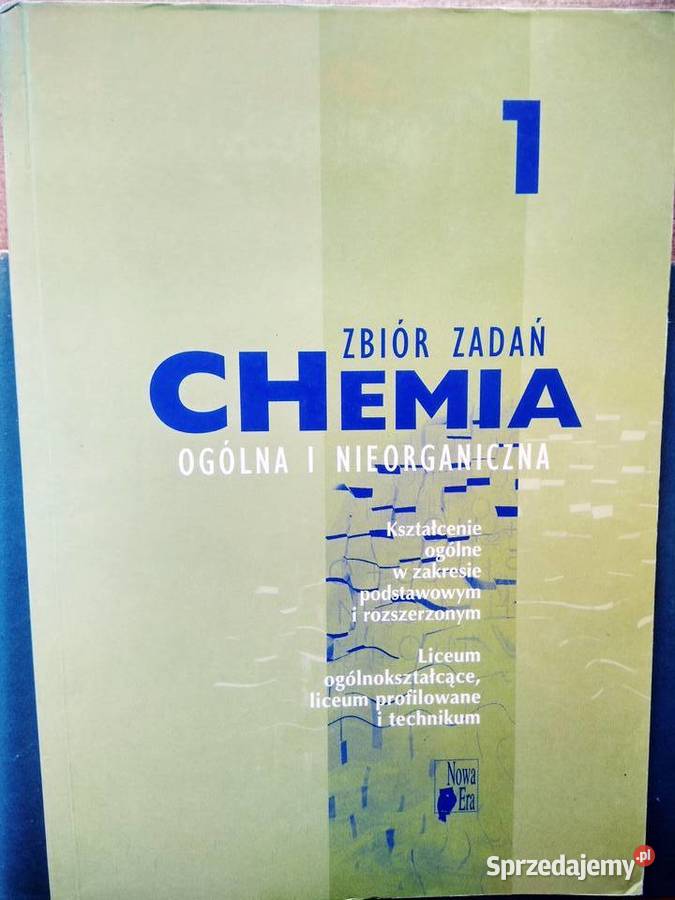 1
ZBIÓR ZADAŃ
CHEMIA
OGÓLNA I NIEORGANICZNA
Kształcenie
ogólne
w zakresie
podstawowym
i rozszerzonym
Liceum
ogólnokształcące,
liceum profilowane
i technikum
Nowa
Era
Sprzedajemy.pl